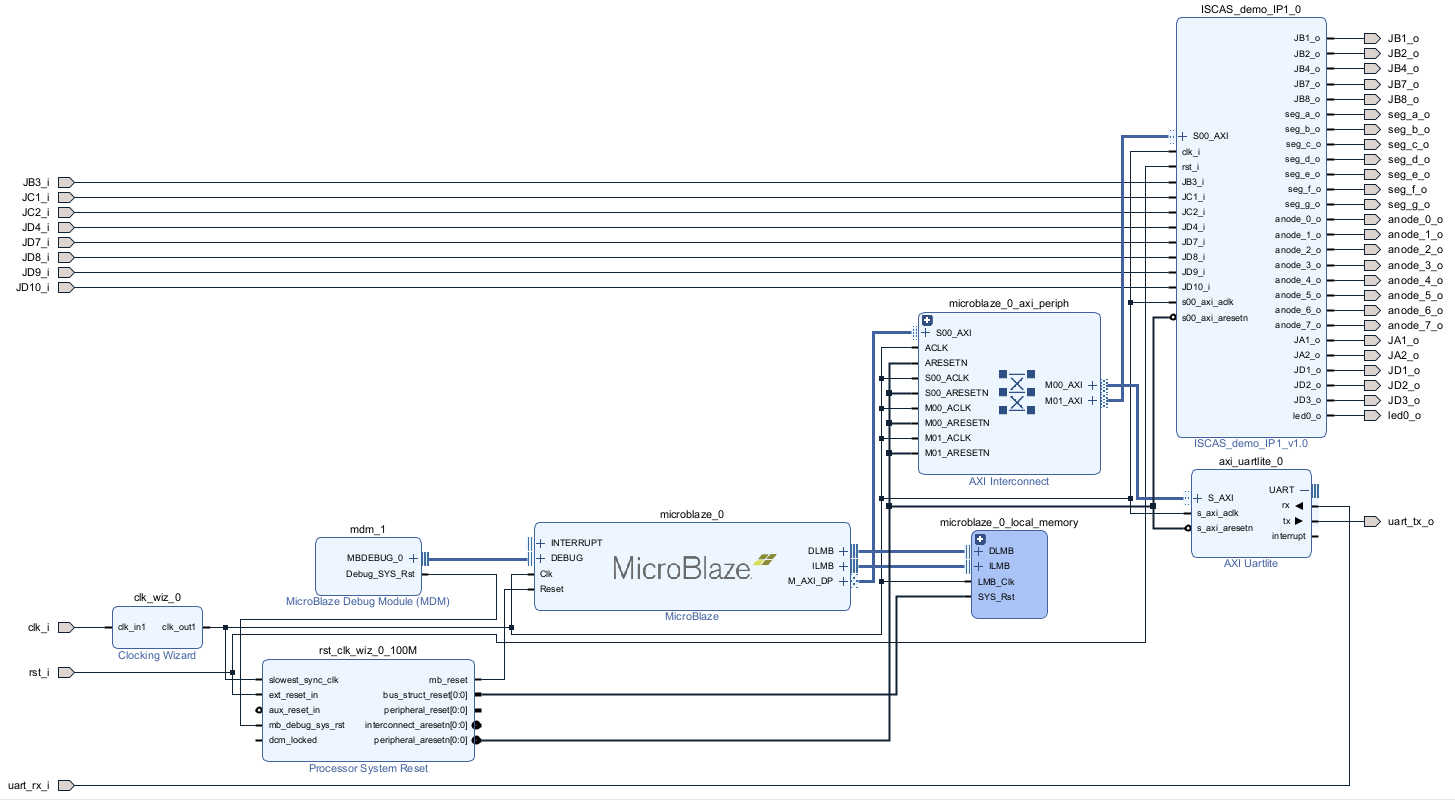 ISCAS_demo_IP1_0
JB1_o
JB2_o
JB4_o
JB7_o
JB8_o
seg_a_o
seg_b_o
seg_c_o
seg_d_o
seg_e_o
seg_f_o
seg_g_o
anode_0_o
anode_1_o
anode_2_o
anode_3_o
anode_4_o
anode_5_o
anode_6_o
anode_7_o
JA1_o
JA2_o
JD1_o
JD2_o
JD3_o
led0_o
S00_AXI
clk_i
rst_i
JB3_i
JC1_i
JC2_i
JD4_i
JD7_i
JD8_i
JD9_i
JD10_i
s00_axi_aclk
s00_axi_aresetn
ISCAS_demo_IP1_v1.0
JB1_o
JB2_o
JB4_o
JB7_o
JB8_o
seg_a_o
seg_b_o
seg_c_o
seg_d_o
seg_e_o
seg_f_o
seg_g_o
anode_0_o
anode_1_o
anode_2_o
anode_3_o
anode_4_o
anode_5_o
anode_6_o
anode_7_o
JA1_o
JA2_o
JD1_o
JD2_o
JD3_o
led0_o
JB3_i
JC1_i
JC2_i
JD4_i
JD7_i
JD8_i
JD9_i
JD10_i
microblaze_0_axi_periph
S00_AXI
ACLK
ARESETN
S00_ACLK
S00_ARESETN
M00_ACLK
M00_ARESETN
M01_ACLK
M01_ARESETN
M00_AXI
M01_AXI
AXI Interconnect
axi_uartlite_0
S_AXI
s_axi_aclk
s_axi_aresetn
UART
rx
tx
interrupt
AXI Uartlite
uart_tx_o
microblaze_0
INTERRUPT
DEBUG
Clk
Reset
MicroBlaze
DLMB
ILMB
M_AXI_DP
MicroBlaze
microblaze_0_local_memory
DLMB
ILMB
LMB_Clk
SYS_Rst
mdm_1
MBDEBUG_0
Debug_SYS_Rst
MicroBlaze Debug Module (MDM)
clk_wiz_0
clk_i
clk_in1
clk_out1
Clocking Wizard
rst_i
rst_clk_wiz_0_100M
slowest_sync_clk
ext_reset_in
aux_reset_in
mb_debug_sys_rst
dcm_locked
mb_reset
bus_struct_reset[0:0]
peripheral_reset[0:0]
interconnect_aresetn[0:0]
peripheral_aresetn[0:0]
Processor System Reset
uart_rx_i